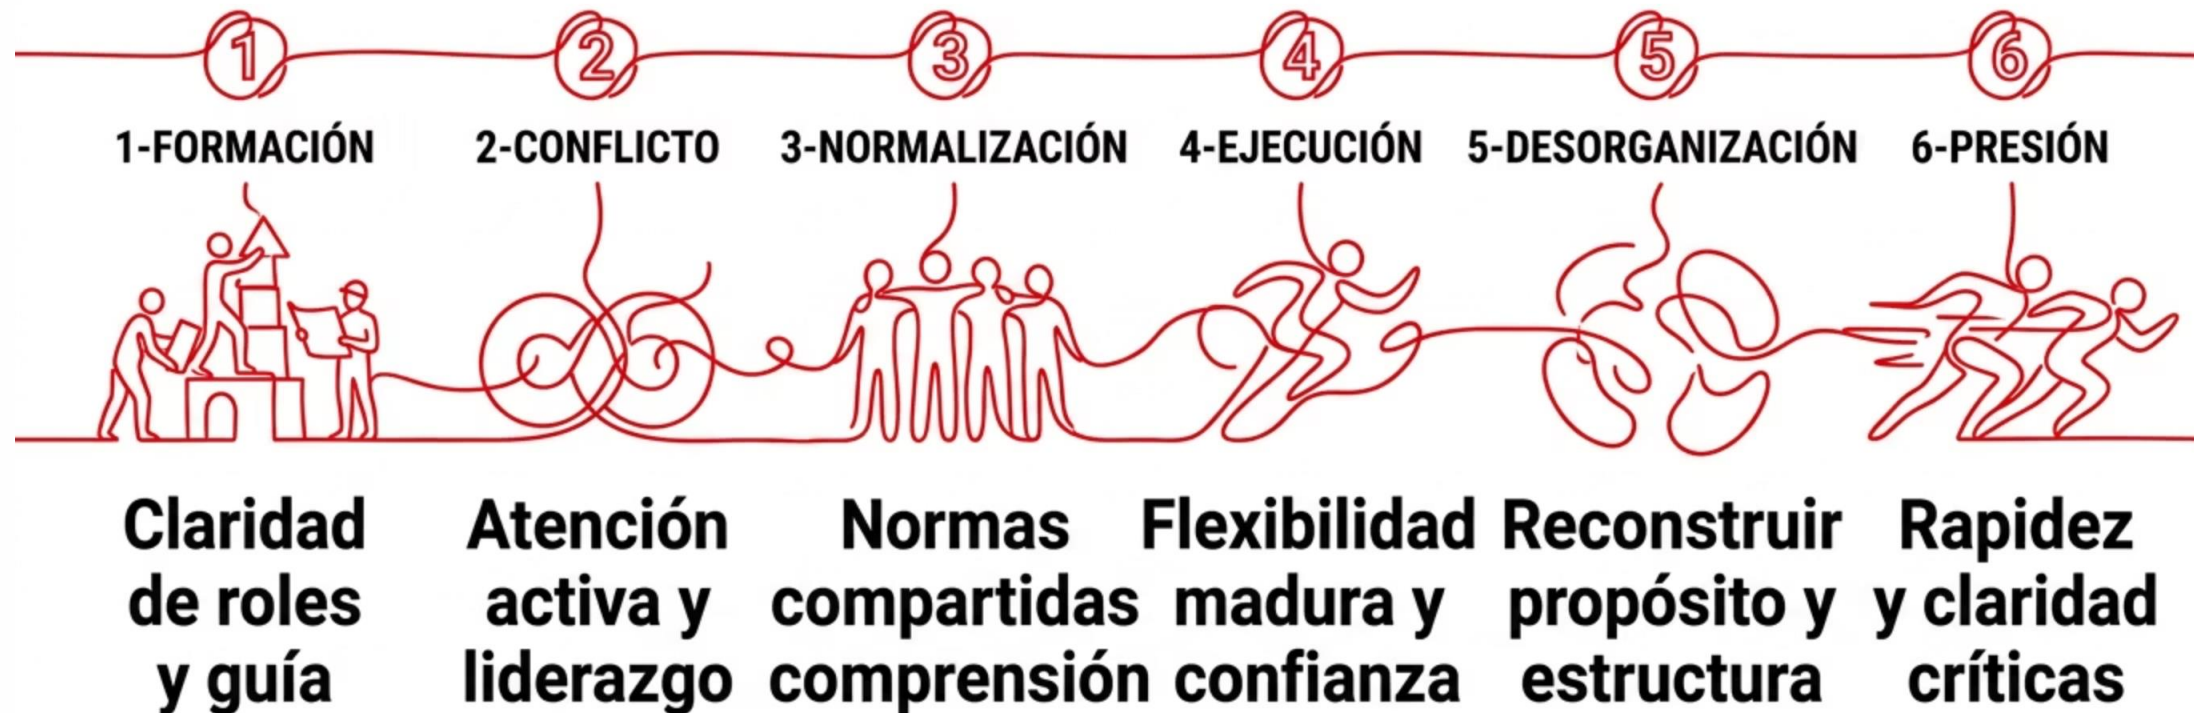 1
2
3
4
5
6
1-FORMACIÓN
2-CONFLICTO
3-NORMALIZACIÓN
4-EJECUCIÓN
5-DESORGANIZACIÓN
6-PRESIÓN
Claridad
de roles
y guía
Atención
activa y
liderazgo
Normas
compartidas
comprensión
Flexibilidad
madura y
confianza
Reconstruir
propósito y
estructura
Rapidez
y claridad
críticas